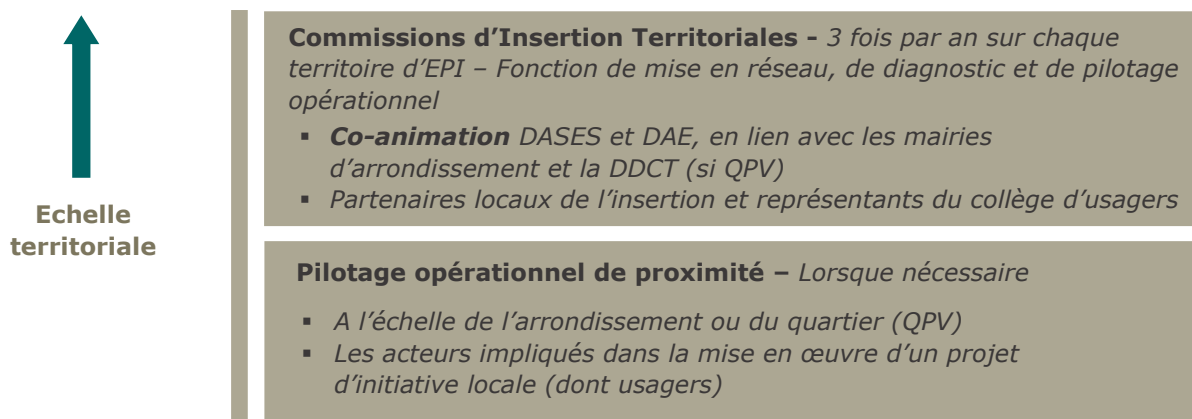 Commissions d’Insertion Territoriales - 3 fois par an sur chaque
territoire d’EPI – Fonction de mise en réseau, de diagnostic et de pilotage
opérationnel
▪ Co-animation DASES et DAE, en lien avec les mairies
d’arrondissement et la DDCT (si QPV)
▪ Partenaires locaux de l’insertion et représentants du collège d’usagers
Echelle
territoriale
Pilotage opérationnel de proximité – Lorsque nécessaire
▪ A l’échelle de l’arrondissement ou du quartier (QPV)
▪ Les acteurs impliqués dans la mise en œuvre d’un projet
d’initiative locale (dont usagers)